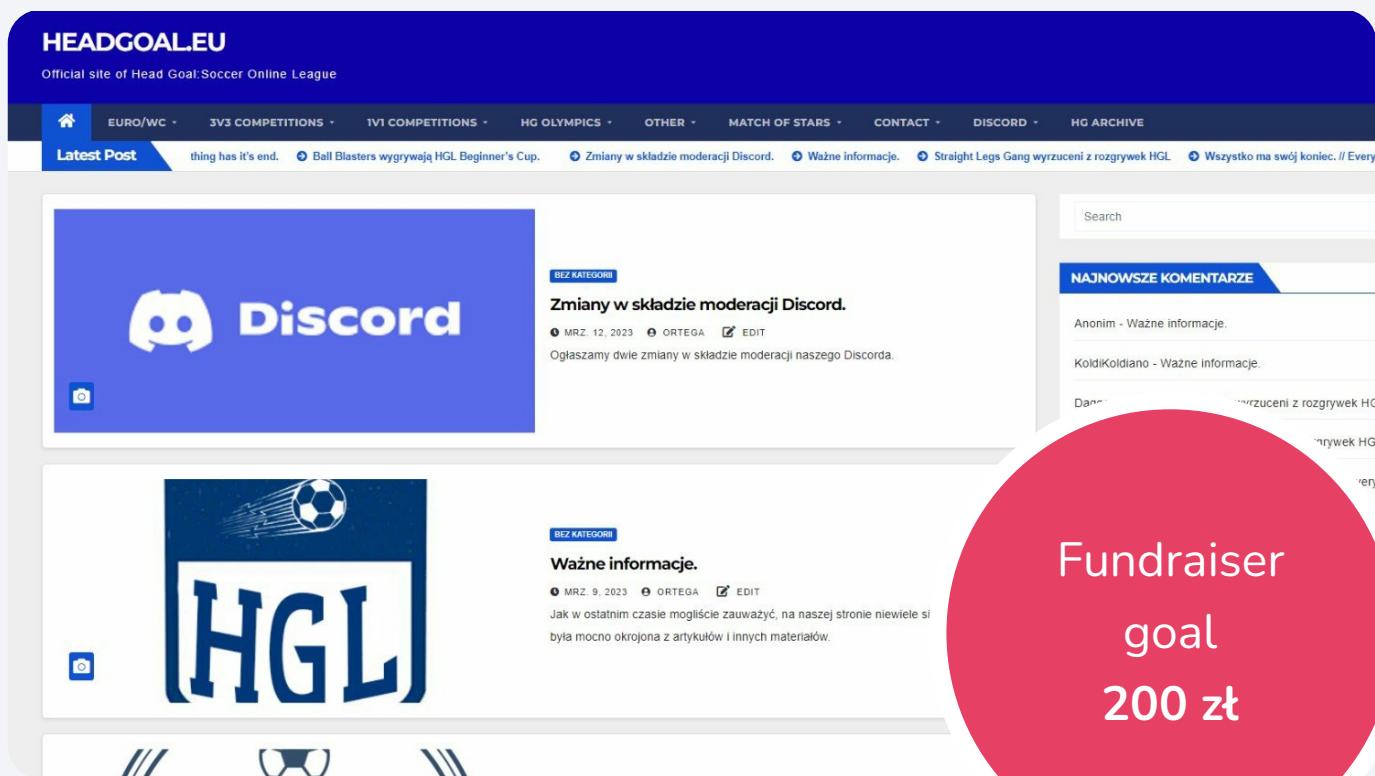 HEADGOAL.EU
Official site of Head Goal:Soccer Online League
EURO/WC 3V3 COMPETITIONS 1V1 COMPETITIONS HG OLYMPICS OTHER MATCH OF STARS CONTACT DISCORD HG ARCHIVE
Latest Post thing has it's end. Ball Blasters wygrywają HGL Beginner's Cup. Zmiany w składzie moderacji Discord. Ważne informacje. Straight Legs Gang wyrzuceni z rozgrywek HGL Wszystko ma swój koniec. // Every
Search
Discord
BEZ KATEGORII
Zmiany w składzie moderacji Discord.
MRZ. 12, 2023 ORTEGA EDIT
Ogłaszamy dwie zmiany w składzie moderacji naszego Discorda.
NAJNOWSZE KOMENTARZE
Anonim - Ważne informacje.
KoldiKoldiano - Ważne informacje.
z rozgrywek HG
HG
HGL
BEZ KATEGORII
Ważne informacje.
MRZ. 9, 2023 ORTEGA EDIT
Jak w ostatnim czasie mogliście zauważyć, na naszej stronie niewiele si
była mocno okrojona z artykułów i innych materiałów.
Fundraiser
goal
200 zł